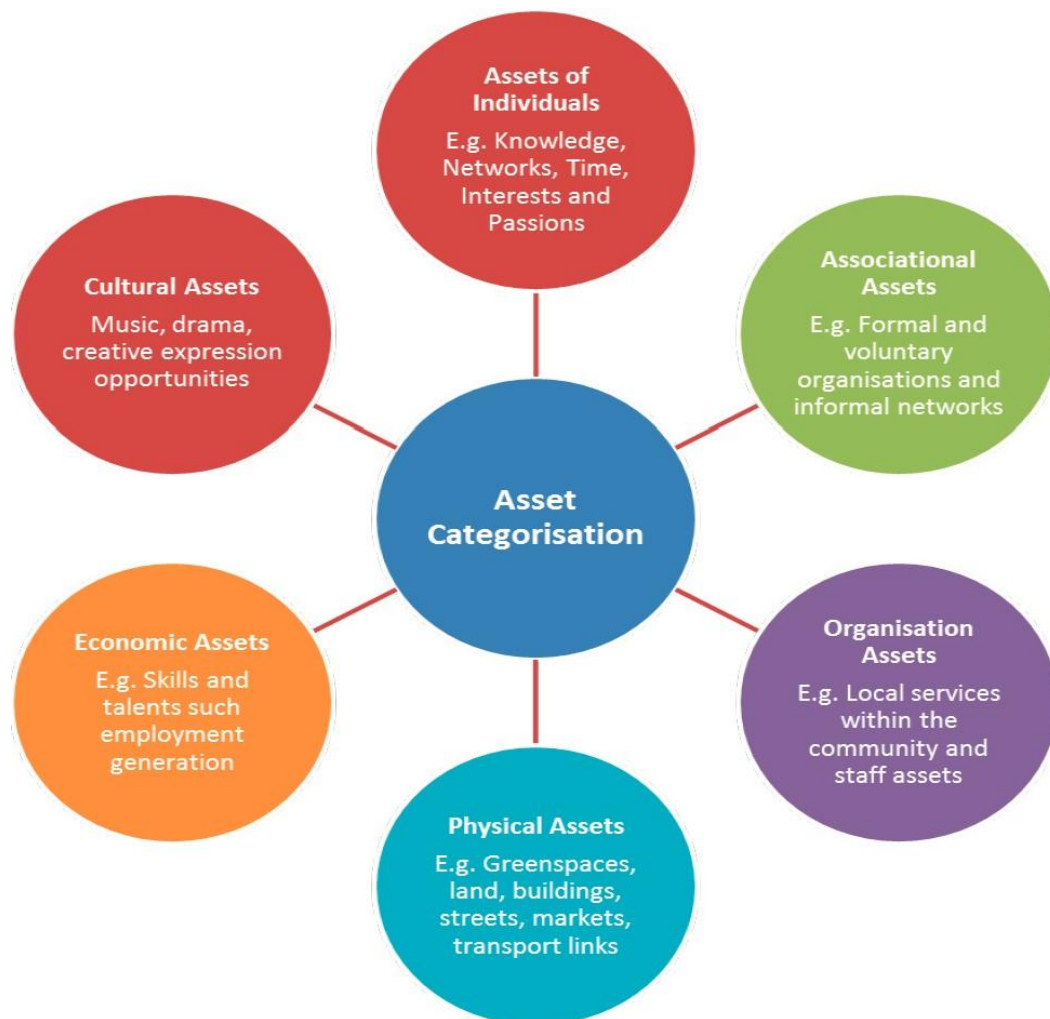 Assets of
Individuals
E.g. Knowledge,
Networks, Time,
Interests and
Passions
Associational
Assets
E.g. Formal and
voluntary
organisations and
informal networks
Organisation
Assets
E.g. Local services
within the
community and
staff assets
Physical Assets
E.g. Greenspaces,
land, buildings,
streets, markets,
transport links
Economic Assets
E.g. Skills and
talents such
employment
generation
Cultural Assets
Music, drama,
creative expression
opportunities
Asset
Categorisation